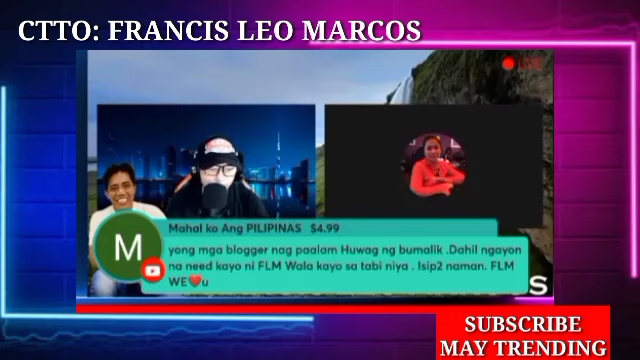 CTTO: FRANCIS LEO MARCOS
M
Mahal ko Ang PILIPINAS $4.99
yong mga blogger nag paalam Huwag ng bumalik .Dahil ngayon
na need kayo ni FLM Wala kayo sa tabi niya . Isip2 naman. FLM
WE❤️u
SUBSCRIBE
MAY TRENDING